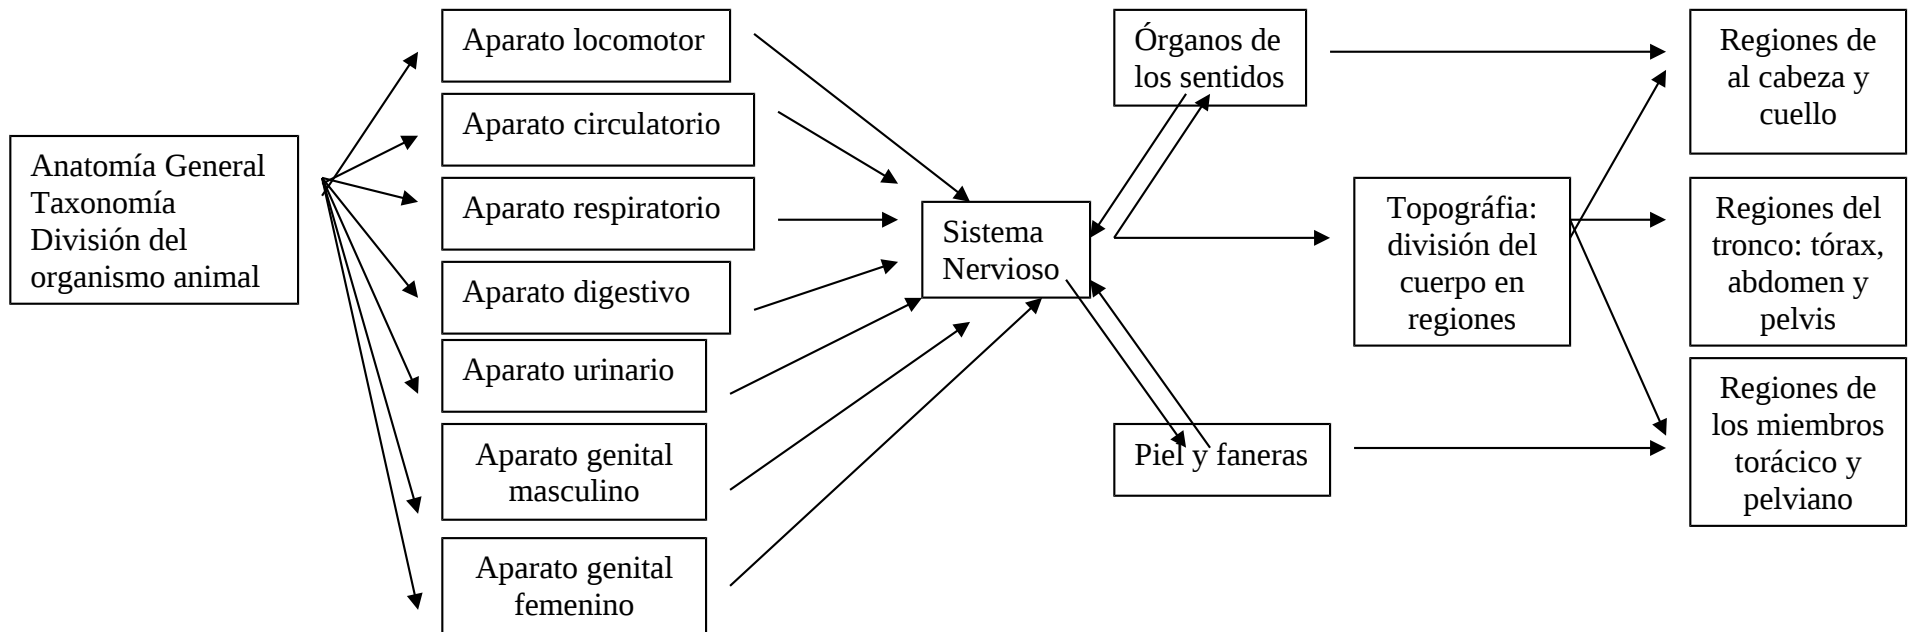 Anatomía General
Taxonomía
División del
organismo animal
Aparato locomotor
Aparato circulatorio
Aparato respiratorio
Aparato digestivo
Aparato urinario
Aparato genital
masculino
Aparato genital
femenino
Sistema
Nervioso
Órganos de
los sentidos
Piel y faneras
Topográfia:
división del
cuerpo en
regiones
Regiones de
al cabeza y
cuello
Regiones del
tronco: tórax,
abdomen y
pelvis
Regiones de
los miembros
torácico y
pelviano